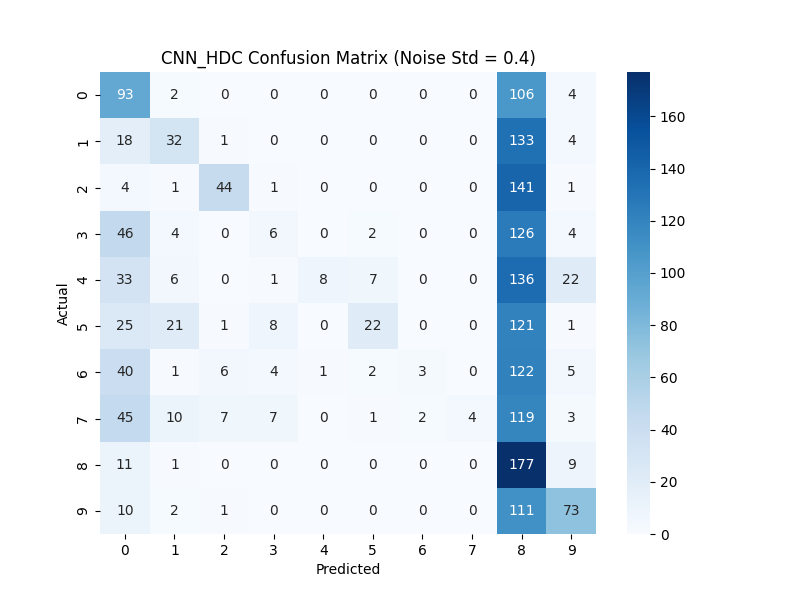 CNN_HDC Confusion Matrix (Noise Std = 0.4)
0 93 2 0 0 0 0 0 0 106 4
1 18 32 1 0 0 0 0 0 133 4
2 4 1 44 1 0 0 0 0 141 1
3 46 4 0 6 0 2 0 0 126 4
4 33 6 0 1 8 7 0 0 136 22
5 25 21 1 8 0 22 0 0 121 1
6 40 1 6 4 1 2 3 0 122 5
7 45 10 7 7 0 1 2 4 119 3
8 11 1 0 0 0 0 0 0 177 9
9 10 2 1 0 0 0 0 0 111 73
0 1 2 3 4 5 6 7 8 9
Predicted
Actual
160
140
120
100
80
60
40
20
0